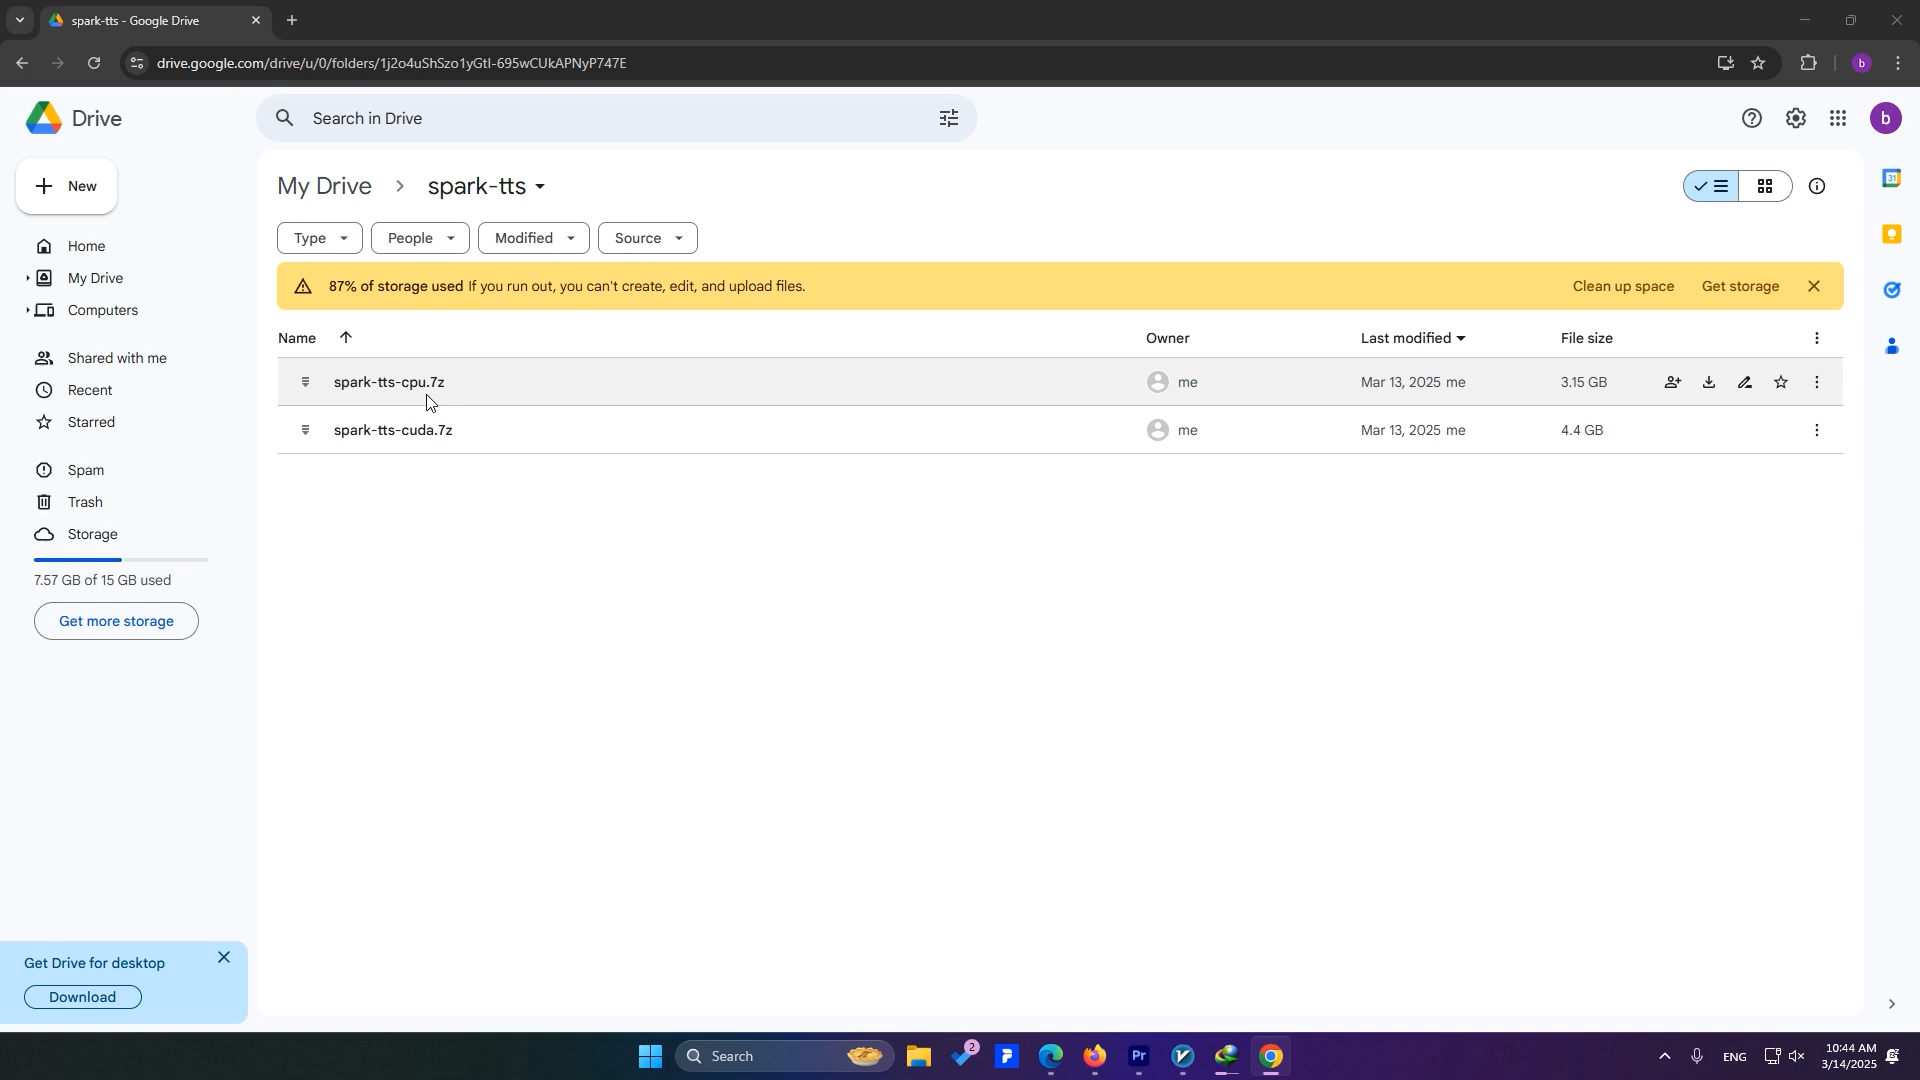 spark-tts - Google Drive
drive.google.com/drive/u/0/folders/1j2o4uShSzo1yGtI-695wCUkAPNyP747E
b
Drive
Search in Drive
b
New
My Drive
spark-tts
31
Type
People
Modified
Source
Home
My Drive
Computers
87% of storage used If you run out, you can't create, edit, and upload files.
Clean up space
Get storage
Name
Owner
Last modified
File size
Shared with me
Recent
Starred
spark-tts-cpu.7z
me
Mar 13, 2025 me
3.15 GB
spark-tts-cuda.7z
me
Mar 13, 2025 me
4.4 GB
Spam
Trash
Storage
7.57 GB of 15 GB used
Get more storage
Get Drive for desktop
Download
Search
2
Pr
ENG
10:44 AM
3/14/2025